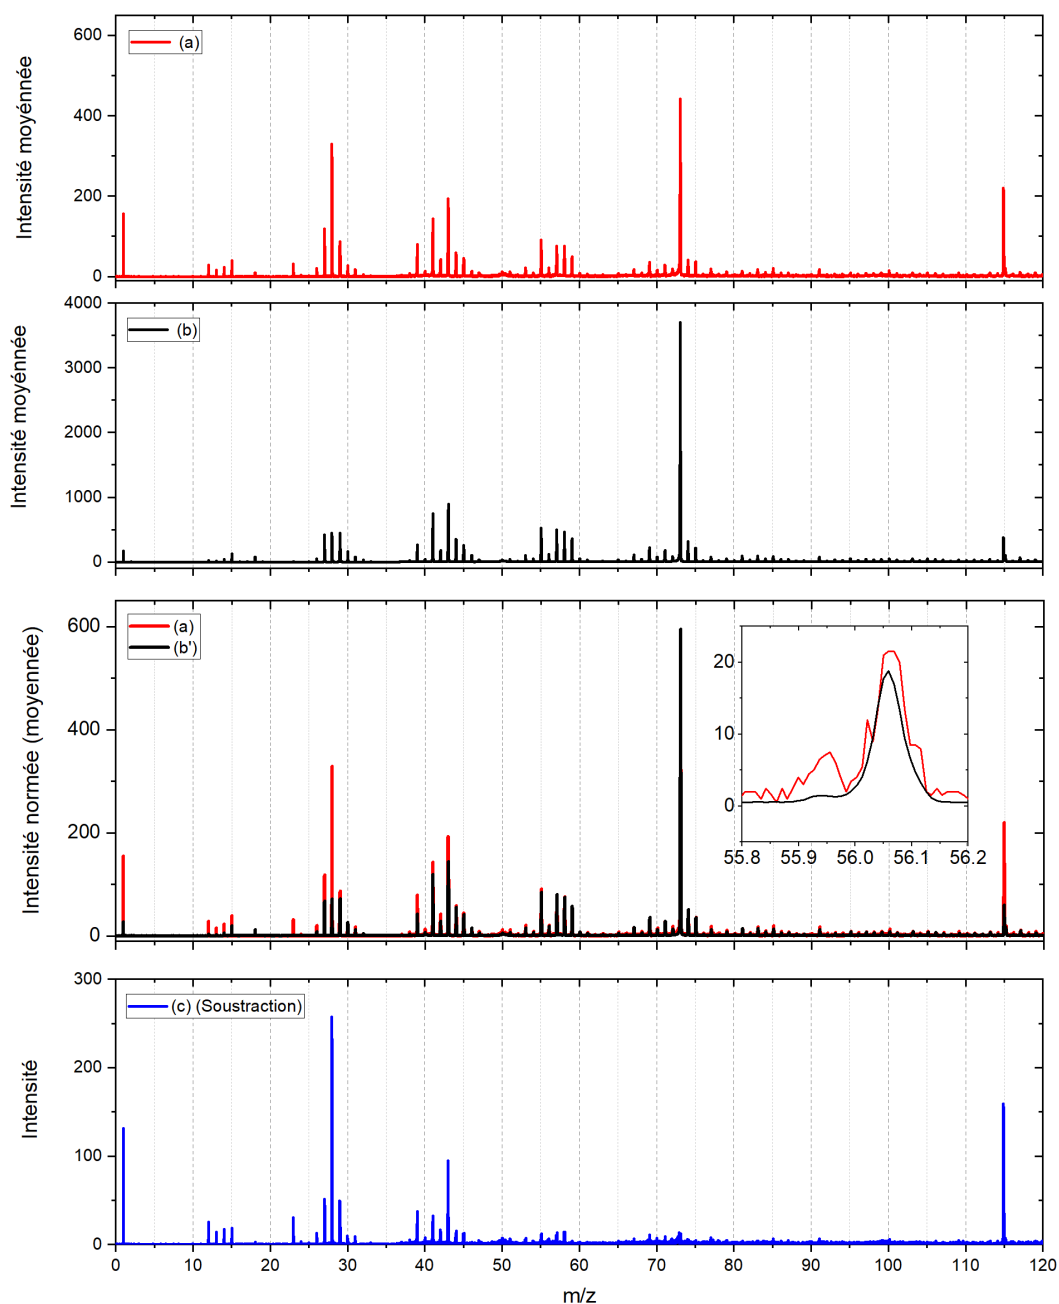 600
400
200
0
Intensité moyénnée
(a)
4000
3000
2000
1000
0
Intensité moyénnée
(b)
600
400
200
0
Intensité normée (moyennée)
(a)
(b')
20
10
0
55.8 55.9 56.0 56.1 56.2
300
200
100
0
Intensité
(c) (Soustraction)
0 10 20 30 40 50 60 70 80 90 100 110 120
m/z